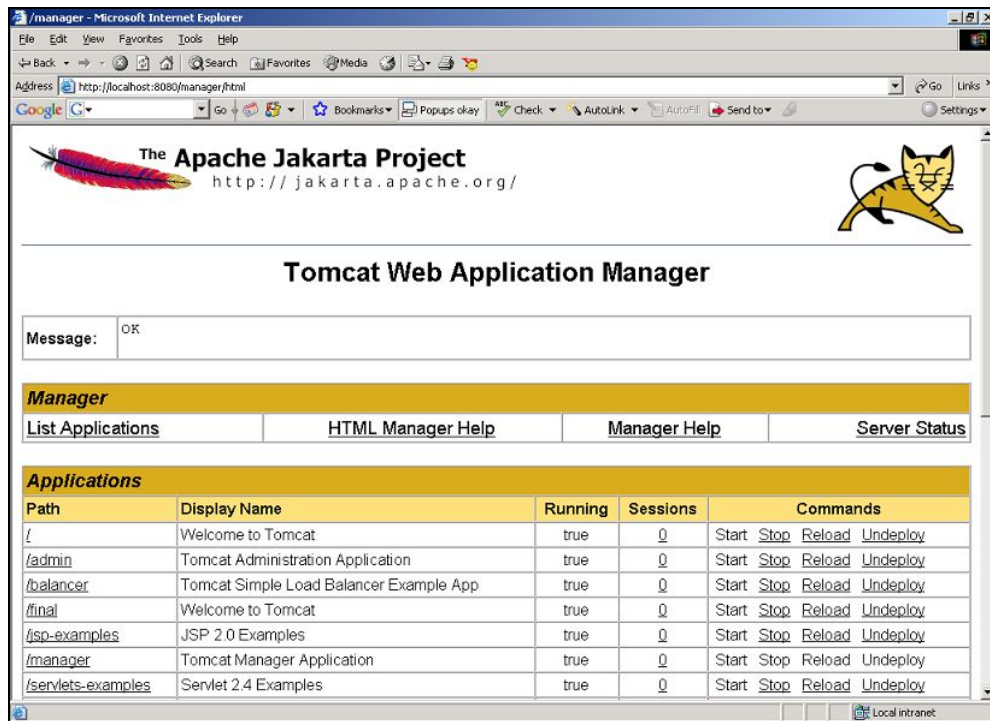 /manager - Microsoft Internet Explorer
File Edit View Favorites Tools Help
Back Search Favorites Media
Address http://localhost:8080/manager/html Go Links
Google G Go Bookmarks Popups okay ABC Check AutoLink AutoFill Send to Settings
The Apache Jakarta Project
http://jakarta.apache.org/
Tomcat Web Application Manager
Message: OK
Manager
List Applications HTML Manager Help Manager Help Server Status
Applications
Path Display Name Running Sessions Commands
/ Welcome to Tomcat true 0 Start Stop Reload Undeploy
/admin Tomcat Administration Application true 0 Start Stop Reload Undeploy
/balancer Tomcat Simple Load Balancer Example App true 0 Start Stop Reload Undeploy
/final Welcome to Tomcat true 0 Start Stop Reload Undeploy
/jsp-examples JSP 2.0 Examples true 0 Start Stop Reload Undeploy
/manager Tomcat Manager Application true 0 Start Stop Reload Undeploy
/servlets-examples Servlet 2.4 Examples true 0 Start Stop Reload Undeploy
Local intranet